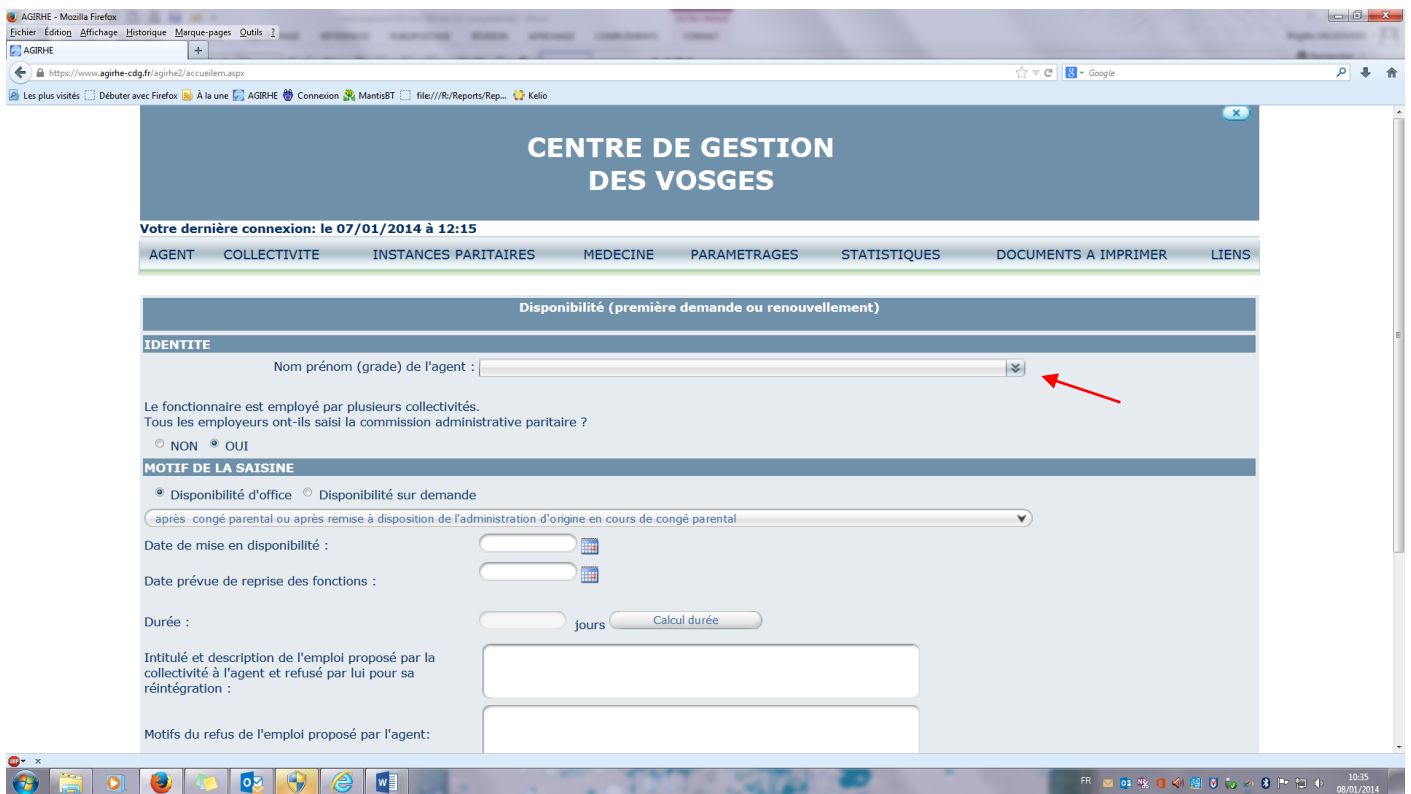 AGIRHE - Mozilla Firefox
Fichier Édition Affichage Historique Marque-pages Outils ?
AGIRHE
https://www.agirhe-cdg.fr/agirhe2/accueilem.aspx
Google
Les plus visités Débuter avec Firefox À la une AGIRHE Connexion MantisBT file:///R:/Reports/Rep... Kelio
CENTRE DE GESTION
DES VOSGES
Votre dernière connexion: le 07/01/2014 à 12:15
AGENT COLLECTIVITE INSTANCES PARITAIRES MEDECINE PARAMETRAGES STATISTIQUES DOCUMENTS A IMPRIMER LIENS
Disponibilité (première demande ou renouvellement)
IDENTITE
Nom prénom (grade) de l'agent :
Le fonctionnaire est employé par plusieurs collectivités.
Tous les employeurs ont-ils saisi la commission administrative paritaire ?
NON OUI
MOTIF DE LA SAISINE
Disponibilité d'office Disponibilité sur demande
après congé parental ou après remise à disposition de l'administration d'origine en cours de congé parental
Date de mise en disponibilité :
Date prévue de reprise des fonctions :
Durée : jours Calcul durée
Intitulé et description de l'emploi proposé par la
collectivité à l'agent et refusé par lui pour sa
réintégration :
Motifs du refus de l'emploi proposé par l'agent:
FR
10:35
08/01/2014